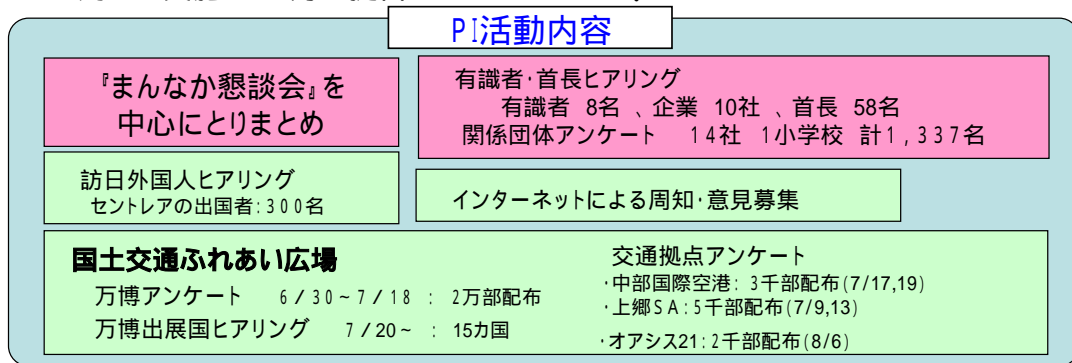 PI活動内容
『まんなか懇談会』を
中心にとりまとめ
有識者・首長ヒアリング
有識者 8名 、企業 10社 、首長 58名
関係団体アンケート 14社 1小学校 計1,337名
訪日外国人ヒアリング
セントレアの出国者:300名
インターネットによる周知・意見募集
国土交通ふれあい広場
万博アンケート 6/30~7/18 : 2万部配布
万博出展国ヒアリング 7/20~ : 15カ国
交通拠点アンケート
・中部国際空港: 3千部配布(7/17,19)
・上郷SA:5千部配布(7/9,13)
・オアシス21:2千部配布(8/6)